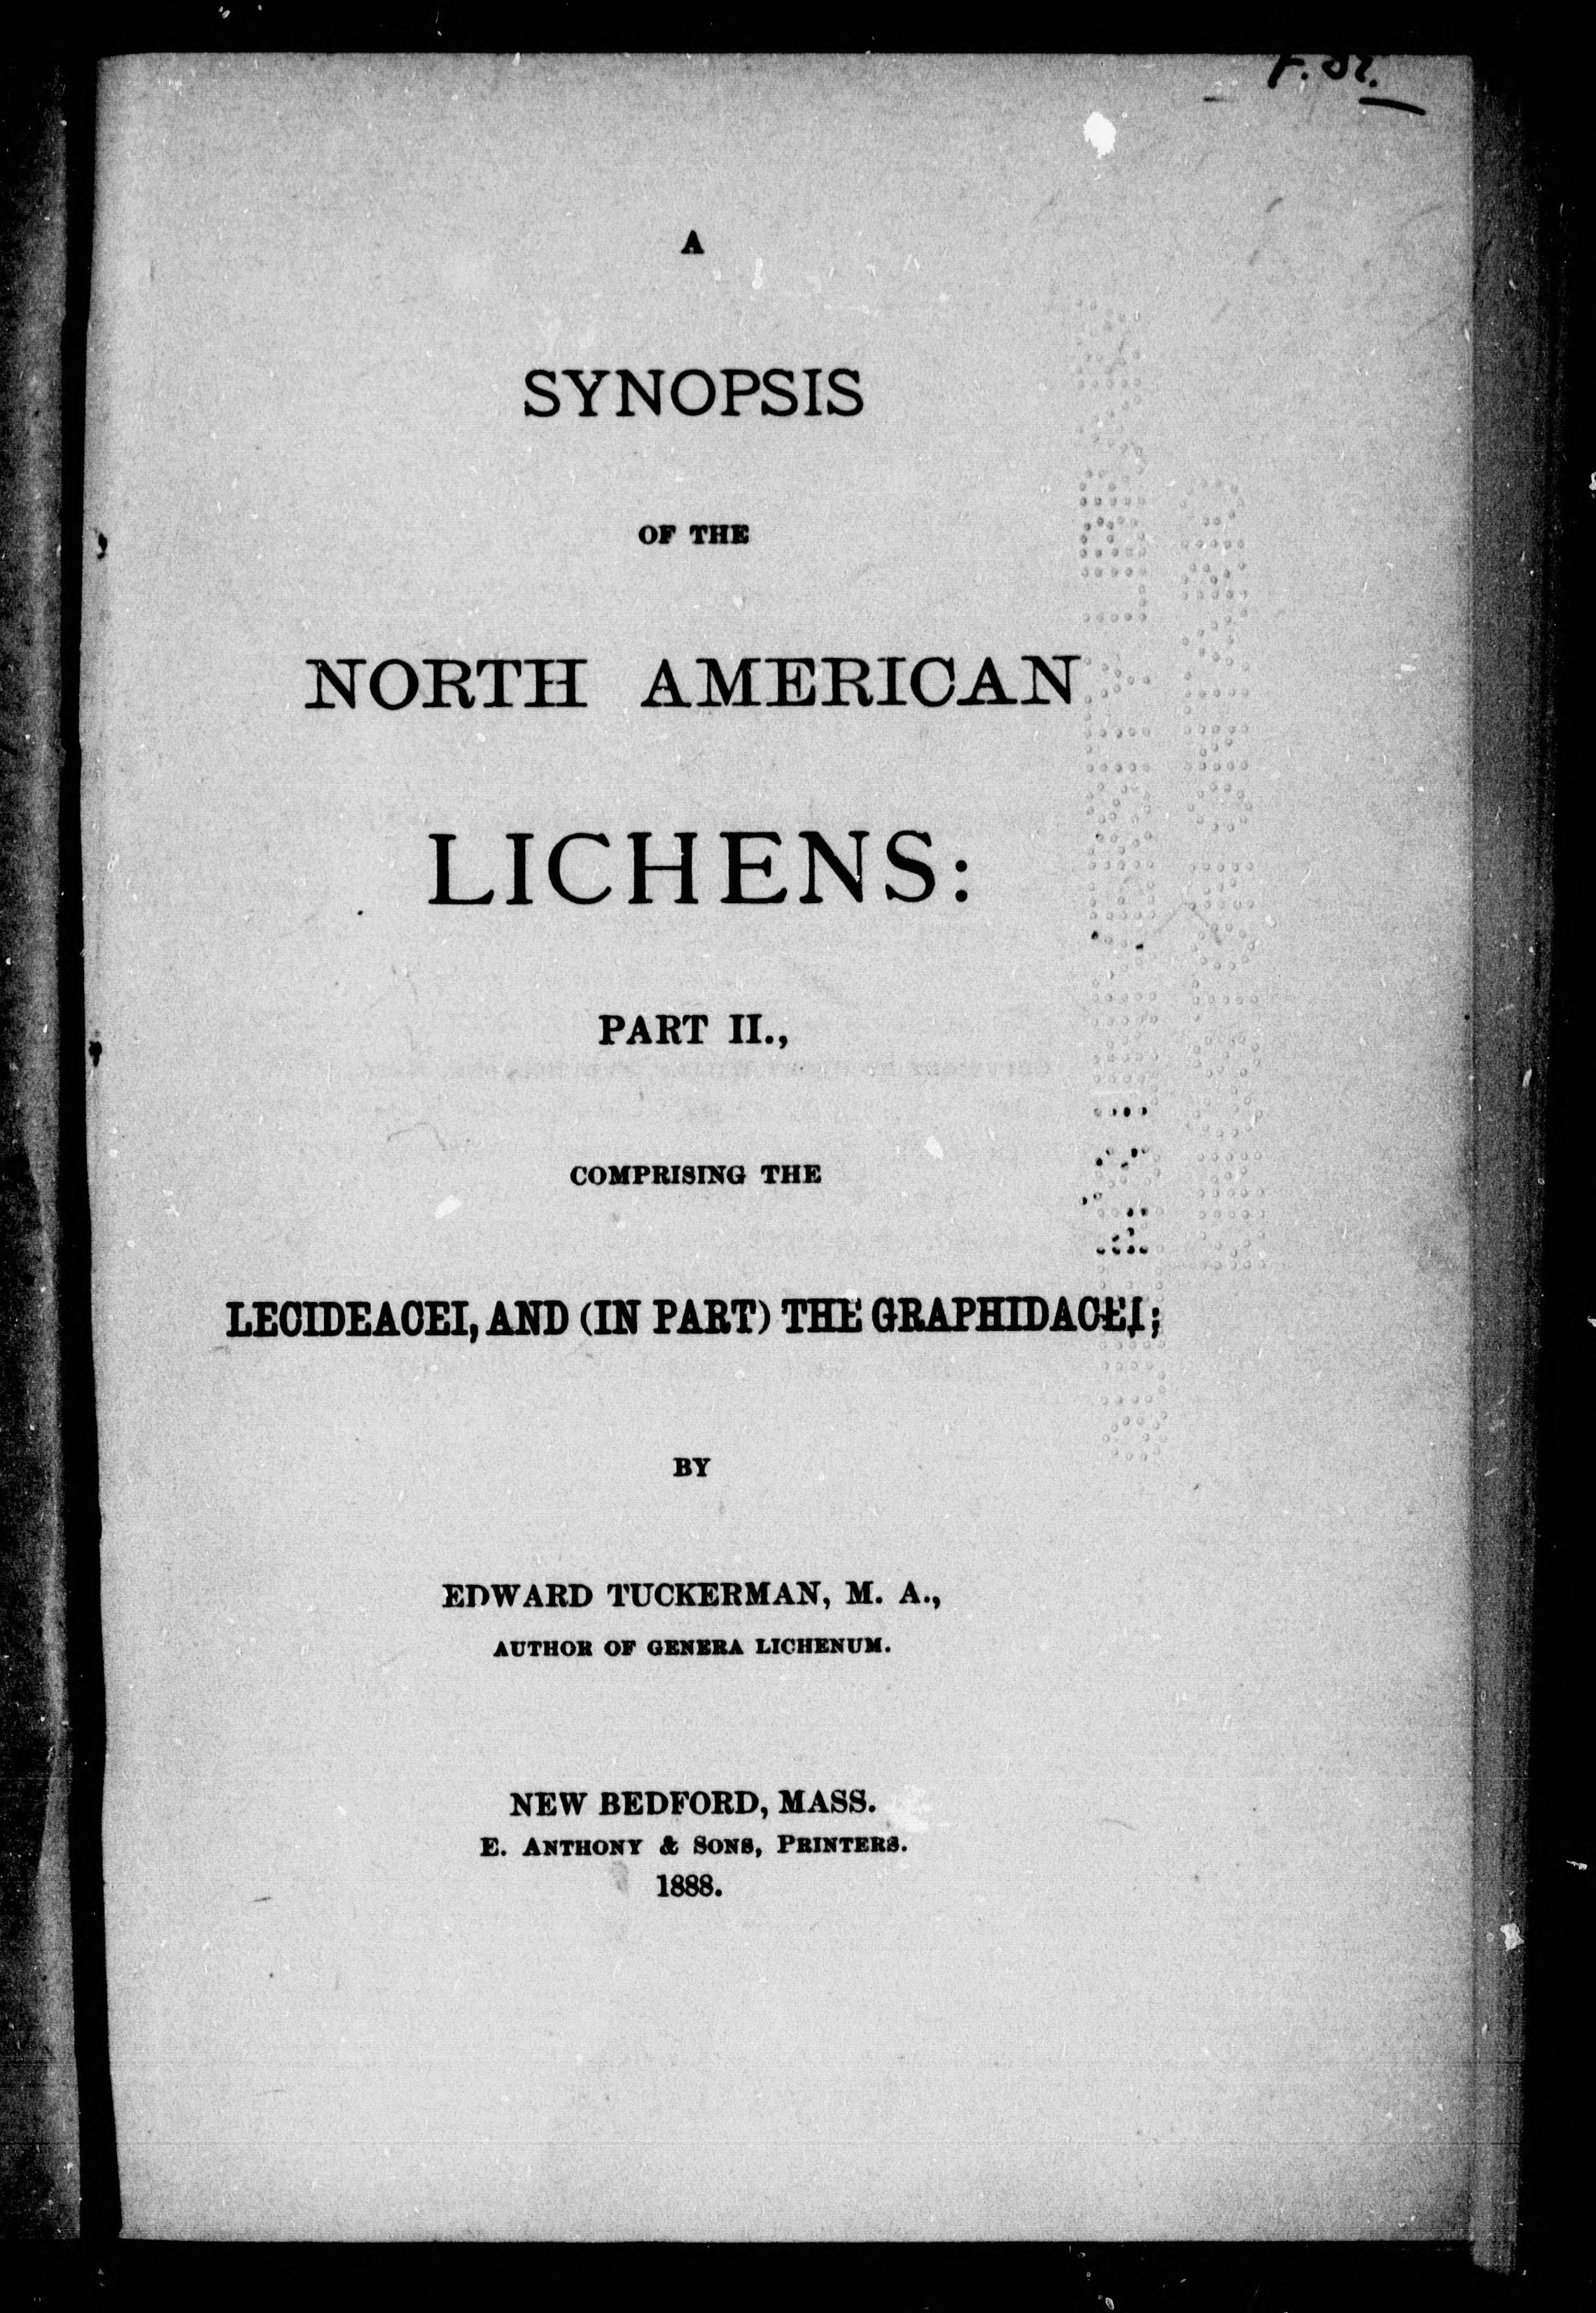 A
SYNOPSIS
OF THE
NORTH AMERICAN
LICHENS:
PART II.,
COMPRISING THE
LECIDEACEI, AND (IN PART) THE GRAPHIDACEI;
BY
EDWARD TUCKERMAN, M. A.,
AUTHOR OF GENERA LICHENUM.
NEW BEDFORD, MASS.
E. ANTHONY & SONS, PRINTERS.
1888.